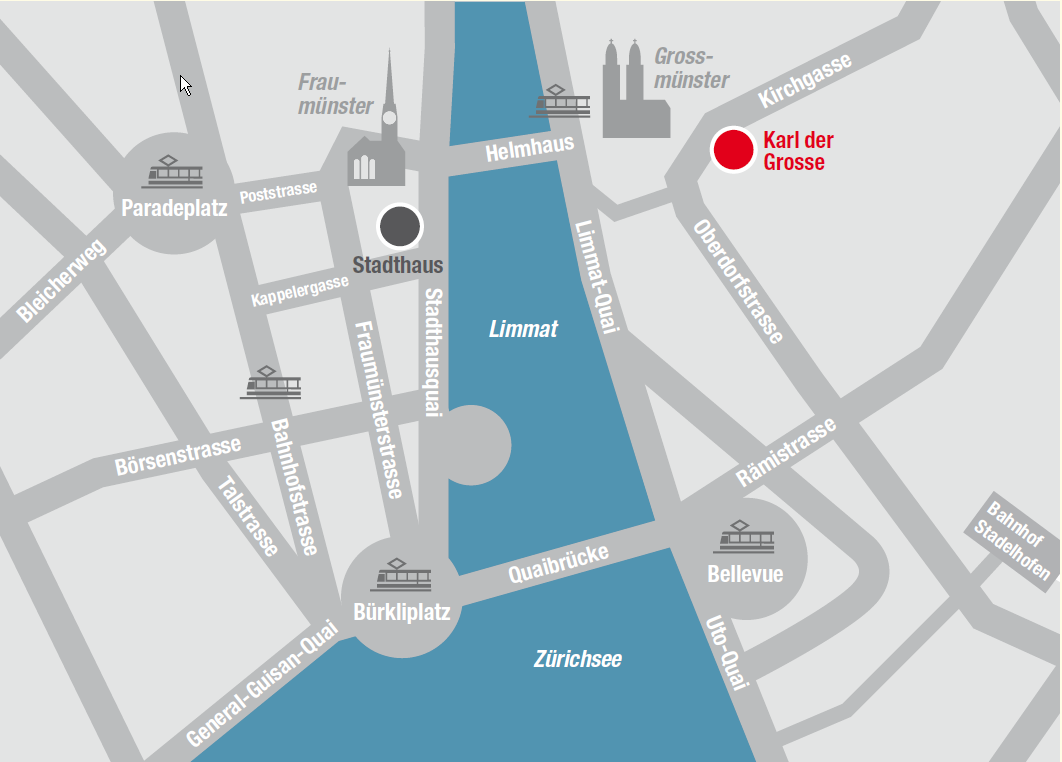 Frau-
münster
Gross-
münster
Kirchgasse
Karl der
Grosse
Helmhaus
Poststrasse
Paradeplatz
Bleicherweg
Stadthaus
Kappelergasse
Limmat-Quai
Oberdorfstrasse
Stadthausquai
Fraumünsterstrasse
Limmat
Börsenstrasse
Bahnhofstrasse
Talstrasse
Rämistrasse
Bahnhof
Stadelhofen
Quaibrücke
Bellevue
Bürkliplatz
General-Guisan-Quai
Zürichsee
Uto-Quai